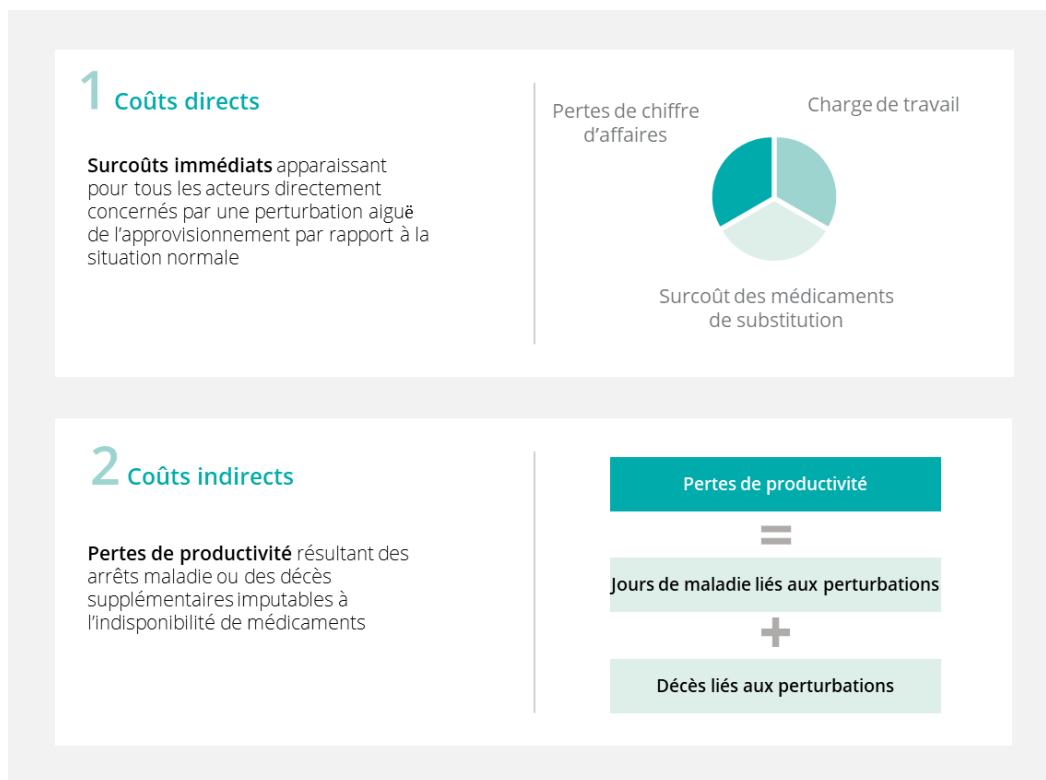 1 Coûts directs
Surcoûts immédiats apparaissant
pour tous les acteurs directement
concernés par une perturbation aiguë
de l'approvisionnement par rapport à la
situation normale
Pertes de chiffre
d'affaires
Charge de travail
Surcoût des médicaments
de substitution
2 Coûts indirects
Pertes de productivité résultant des
arrêts maladie ou des décès
supplémentaires imputables à
l'indisponibilité de médicaments
Pertes de productivité
=
Jours de maladie liés aux perturbations
+
Décès liés aux perturbations